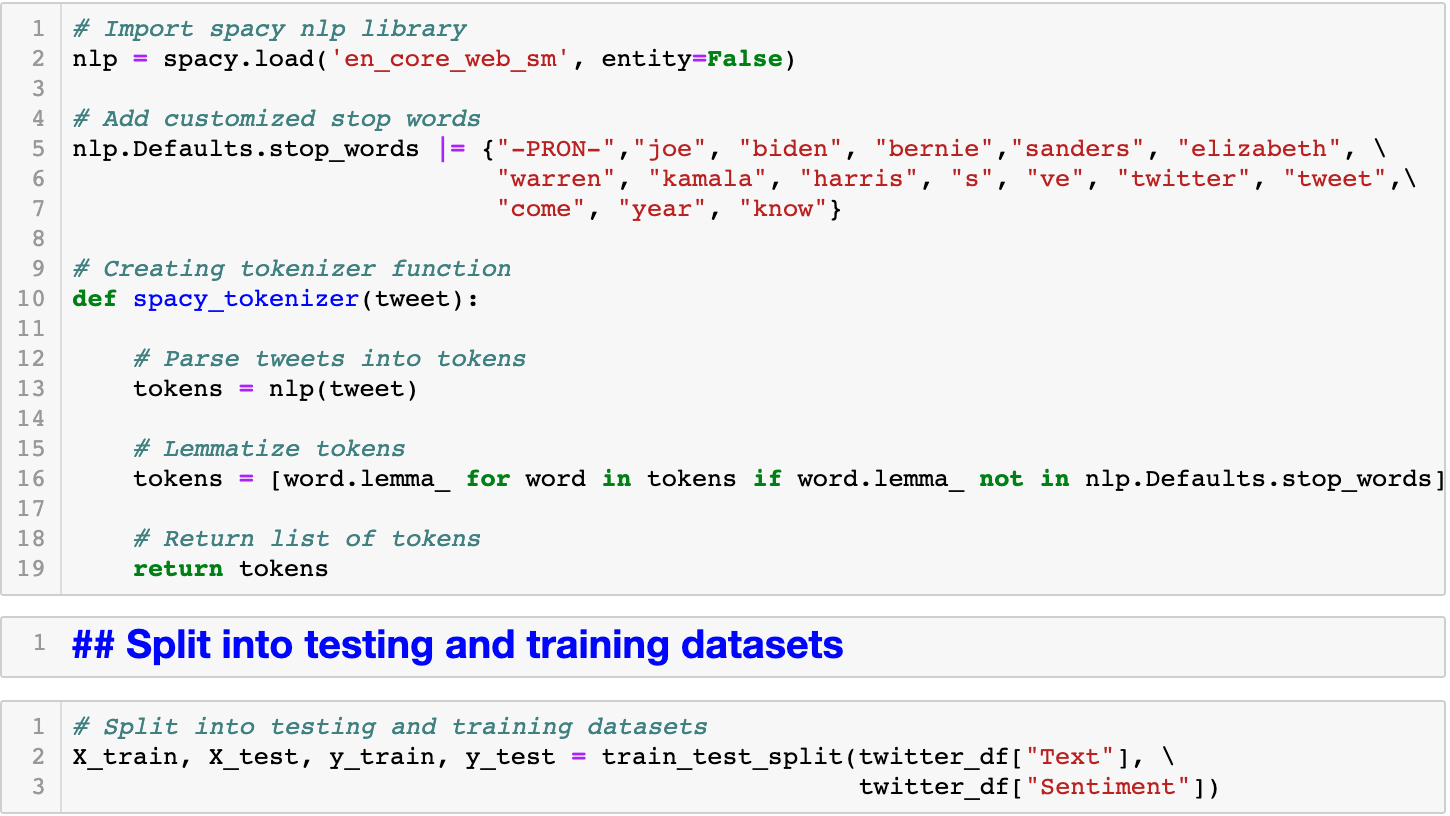 1 # Import spacy nlp library
2 nlp = spacy.load('en_core_web_sm', entity=False)
3
4 # Add customized stop words
5 nlp.Defaults.stop_words |= {"-PRON-","joe", "biden", "bernie","sanders", "elizabeth", \
6                             "warren", "kamala", "harris", "s", "ve", "twitter", "tweet",\
7                             "come", "year", "know"}
8
9 # Creating tokenizer function
10 def spacy_tokenizer(tweet):
11
12     # Parse tweets into tokens
13     tokens = nlp(tweet)
14
15     # Lemmatize tokens
16     tokens = [word.lemma_ for word in tokens if word.lemma_ not in nlp.Defaults.stop_words]
17
18     # Return list of tokens
19     return tokens
1 ## Split into testing and training datasets
1 # Split into testing and training datasets
2 X_train, X_test, y_train, y_test = train_test_split(twitter_df["Text"], \
3                                                     twitter_df["Sentiment"])